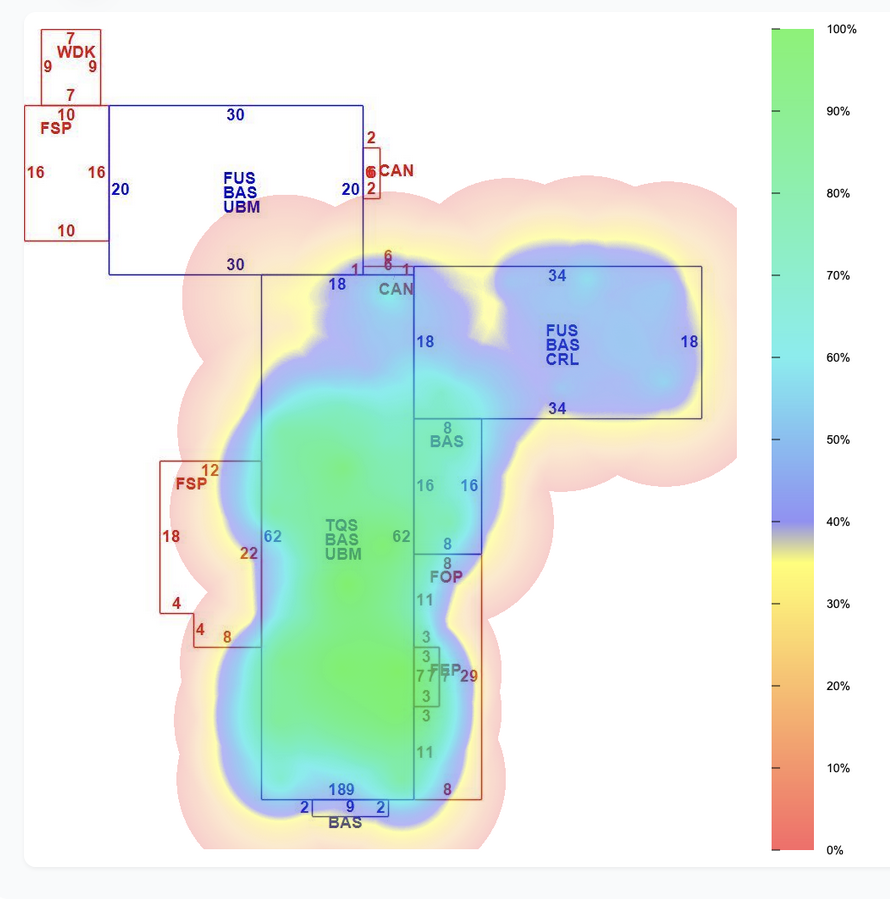 7
WDK
9 9
7
10
FSP
16 16
10
30
FUS
BAS
UBM
20 20
30
2
6 CAN
2
6
6
1 1
CAN
18
34
18
FUS
BAS
CRL
18
34
8
BAS
16 16
8
12
FSP
18
22
4
4
8
TQS
BAS
UBM
62 62
8
FOP
11
3
3
FEP
7 7 7 29
3
3
11
8
189
2 9 2
BAS
100%
90%
80%
70%
60%
50%
40%
30%
20%
10%
0%